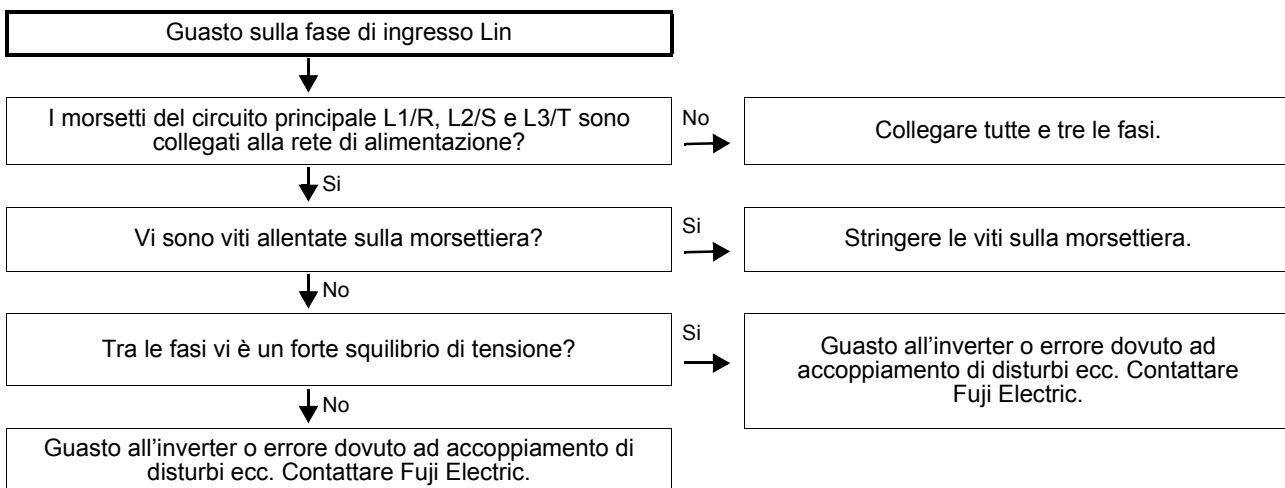 Guasto sulla fase di ingresso Lin
I morsetti del circuito principale L1/R, L2/S e L3/T sono
collegati alla rete di alimentazione?
No
Collegare tutte e tre le fasi.
Si
Vi sono viti allentate sulla morsettiera?
Si
Stringere le viti sulla morsettiera.
No
Tra le fasi vi è un forte squilibrio di tensione?
Si
Guasto all'inverter o errore dovuto ad
accoppiamento di disturbi ecc. Contattare
Fuji Electric.
No
Guasto all'inverter o errore dovuto ad accoppiamento di
disturbi ecc. Contattare Fuji Electric.